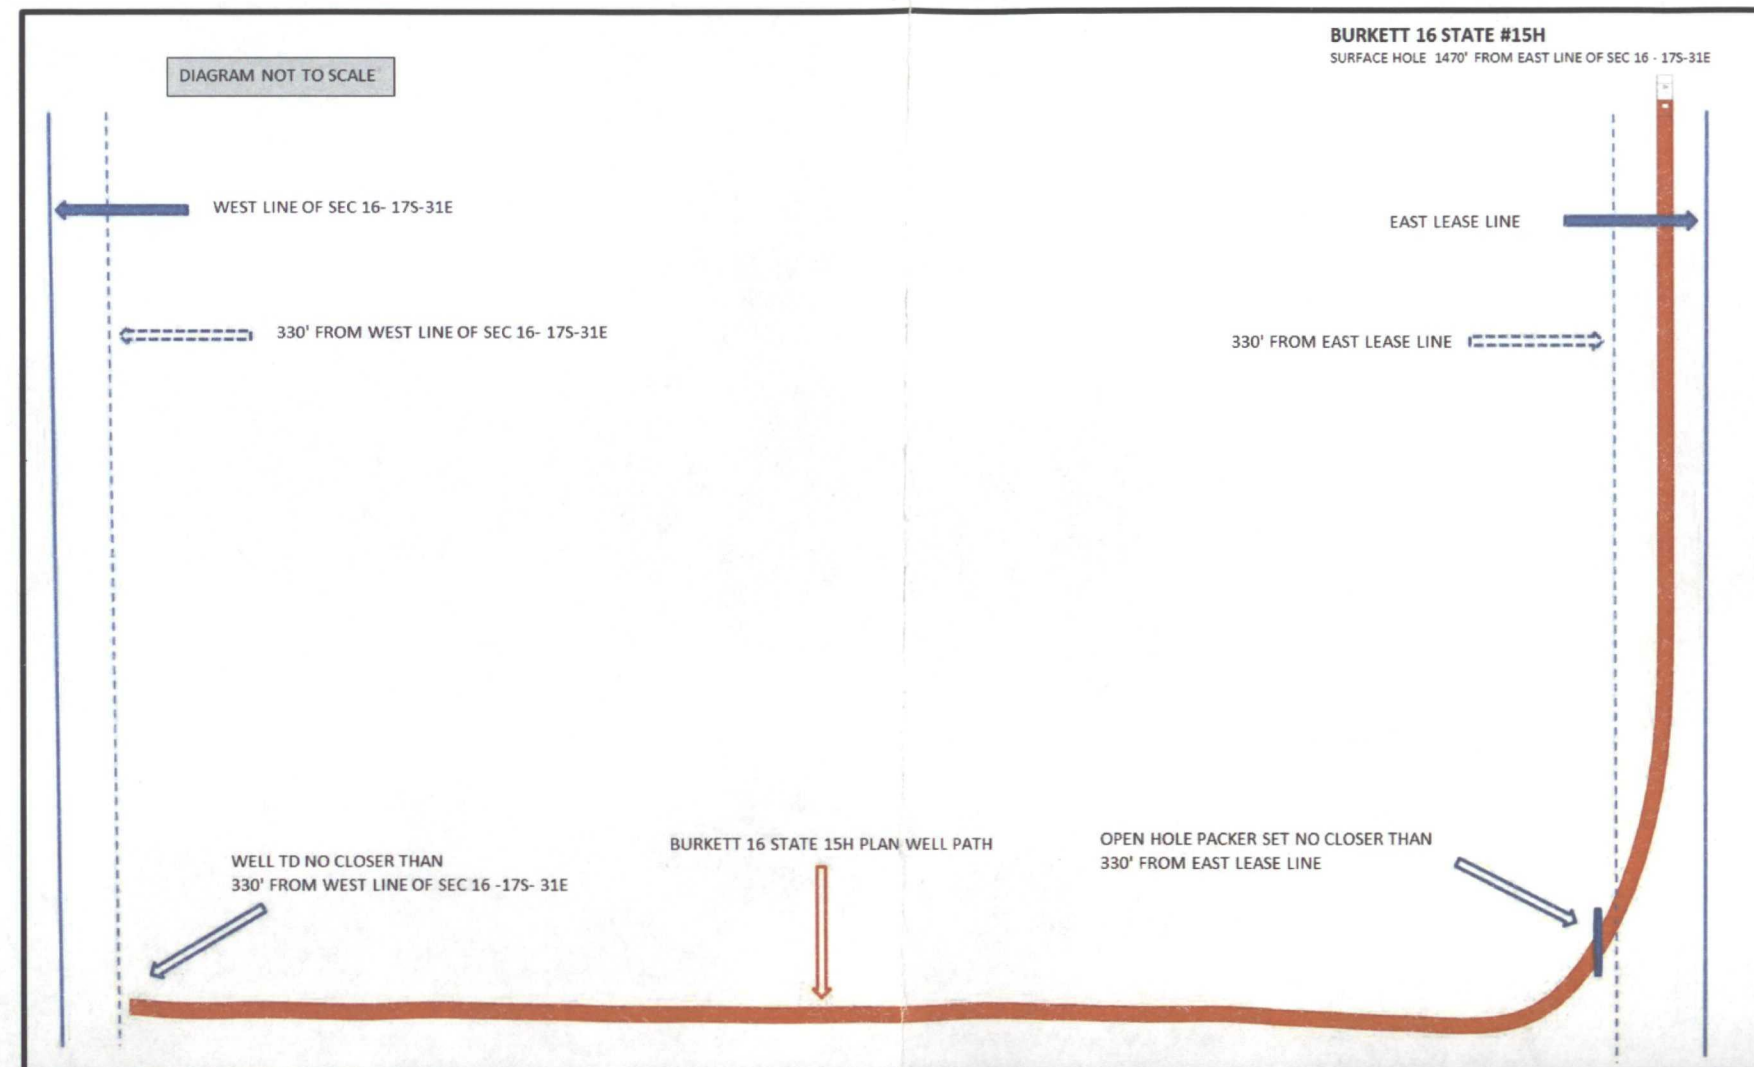 BURKETT 16 STATE #15H
SURFACE HOLE 1470' FROM EAST LINE OF SEC 16 - 17S-31E
DIAGRAM NOT TO SCALE
WEST LINE OF SEC 16- 17S-31E
EAST LEASE LINE
330' FROM WEST LINE OF SEC 16- 17S-31E
330' FROM EAST LEASE LINE
BURKETT 16 STATE 15H PLAN WELL PATH
OPEN HOLE PACKER SET NO CLOSER THAN
330' FROM EAST LEASE LINE
WELL TD NO CLOSER THAN
330' FROM WEST LINE OF SEC 16 -17S- 31E